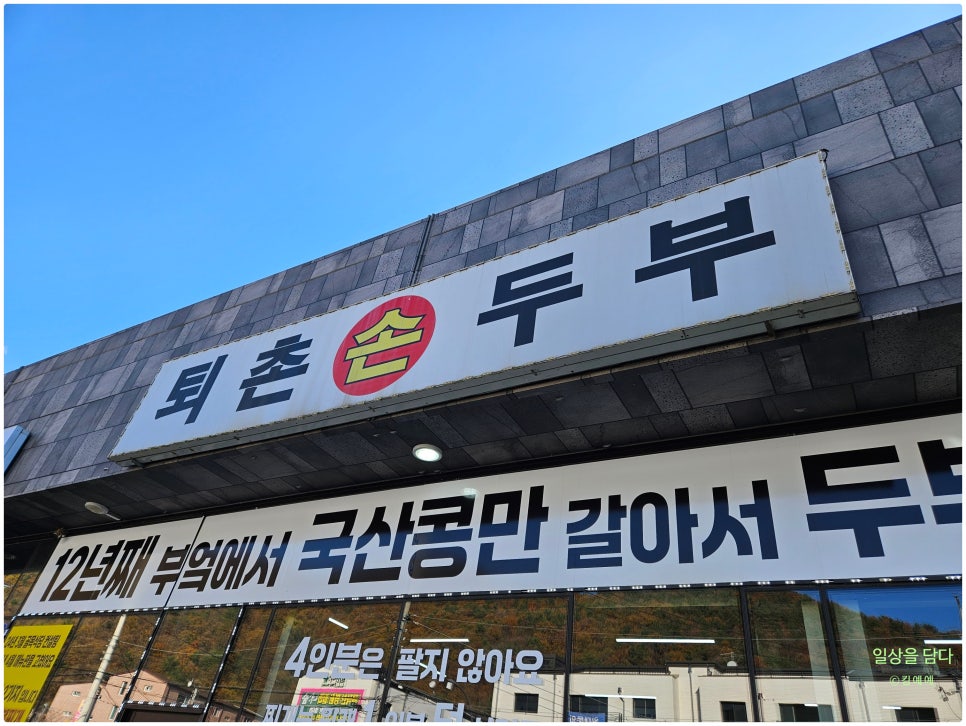 퇴촌손두부
12년째 부엌에서 국산콩만 갈아서 두부
4인분은 팔지 않아요
일상을 담다